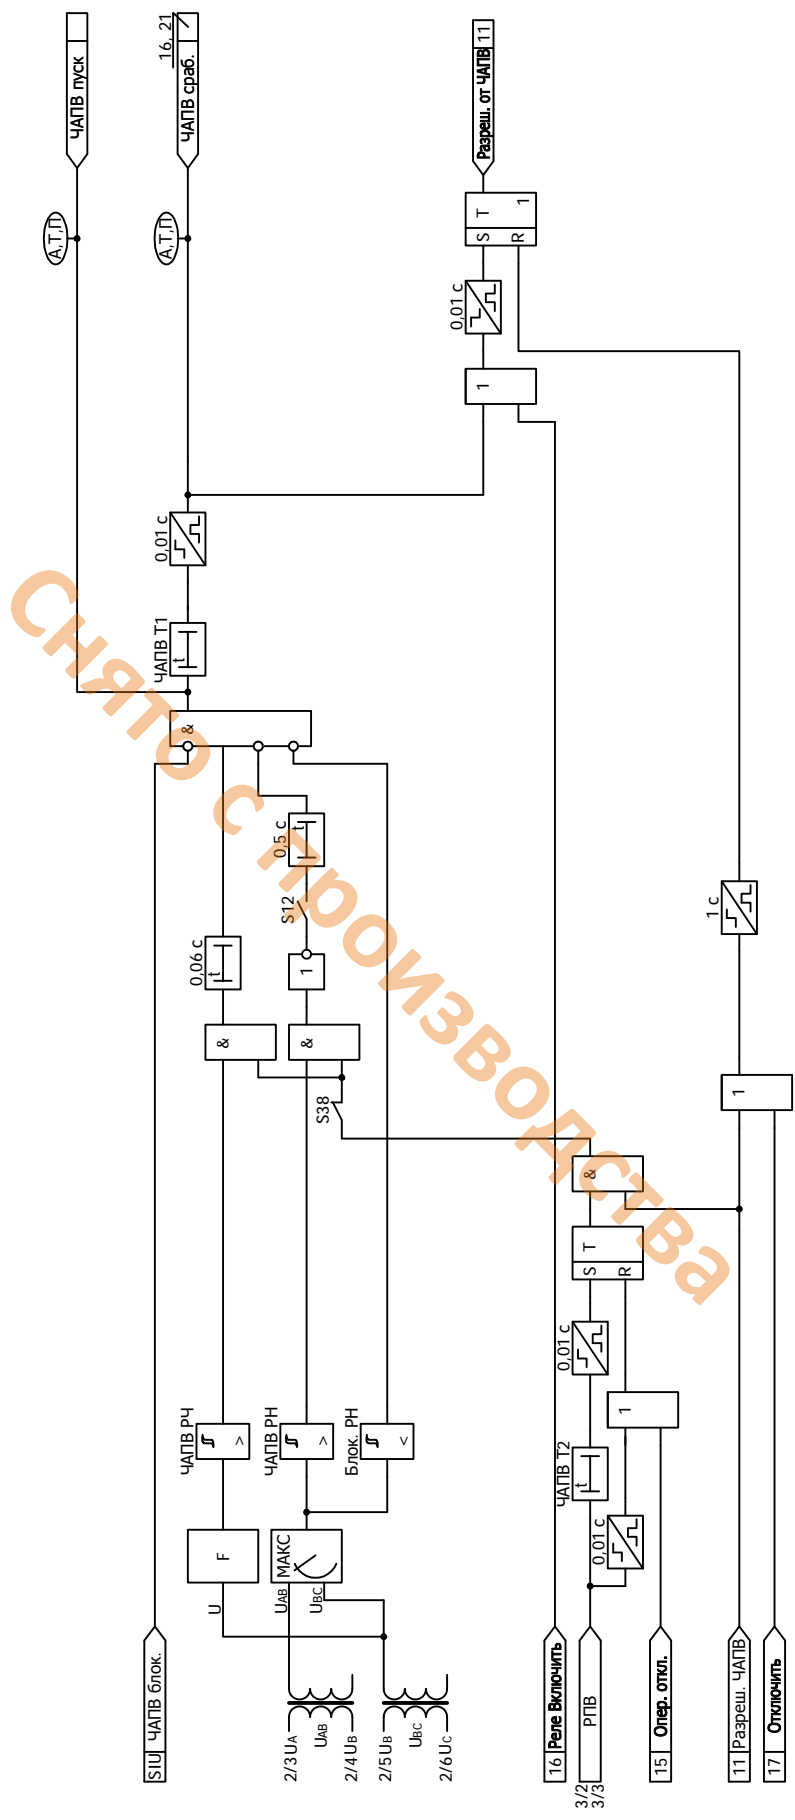 ЧАПВ пуск
16, 21
ЧАПВ сраб.
Разреш. от ЧАПВ 11
А,Т,П
А,Т,П
S T 1
R
0,01 с
1
0,01 с
ЧАПВ Т1
t
&
0,5 с
t
S12
1
0,06 с
t
&
&
S38
1 с
1
&
S T
R
0,01 с
1
ЧАПВ Т2
t
0,01 с
ЧАПВ РЧ
>
ЧАПВ РН
>
Блок. РН
<
F
МАКС
U
UAB
UBC
SIU ЧАПВ блок.
2/3 UA
UAB
2/4 UB
2/5 UB
UBC
2/6 UC
16 Реле Включить
3/2
3/3
РПВ
15 Опер. откл.
11 Разреш. ЧАПВ
17 Отключить
Снято с производства